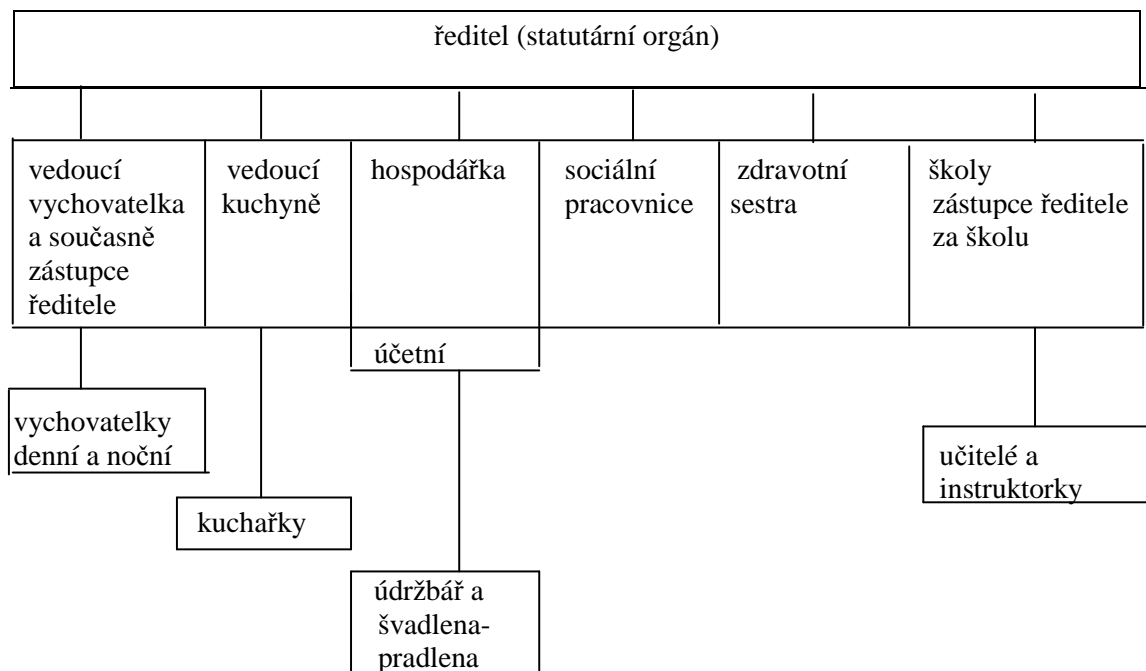 ředitel (statutární orgán)
vedoucí
vychovatelka
a současně
zástupce
ředitele
vedoucí
kuchyně
hospodářka
sociální
pracovnice
zdravotní
sestra
školy
zástupce ředitele
za školu
účetní
vychovatelky
denní a noční
učitelé a
instruktorky
kuchařky
údržbář a
švadlena-
pradlena